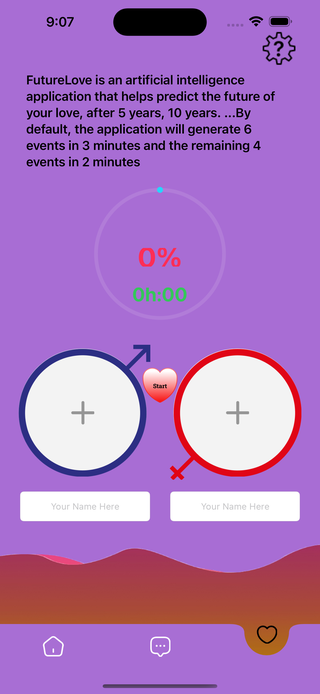 9:07
?
FutureLove is an artificial intelligence
application that helps predict the future of
your love, after 5 years, 10 years. ...By
default, the application will generate 6
events in 3 minutes and the remaining 4
events in 2 minutes
0%
0h:00
Start
Your Name Here
Your Name Here